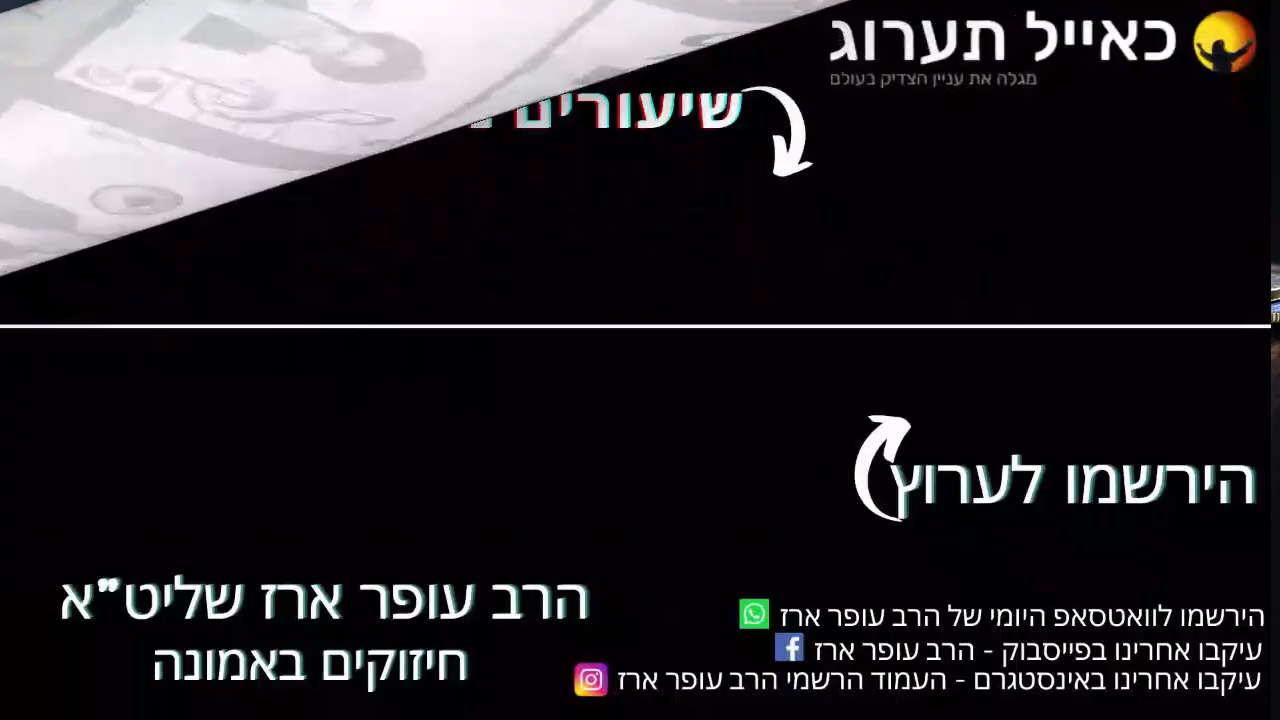 כאייל תערוג
מגלה את עניין הצדיק בעולם
שיעורים
הירשמו לערוץ
הרב עופר ארז שליט"א
חיזוקים באמונה
הירשמו לוואטסאפ היומי של הרב עופר ארז
עיקבו אחרינו בפייסבוק - הרב עופר ארז
עיקבו אחרינו באינסטגרם - העמוד הרשמי הרב עופר ארז